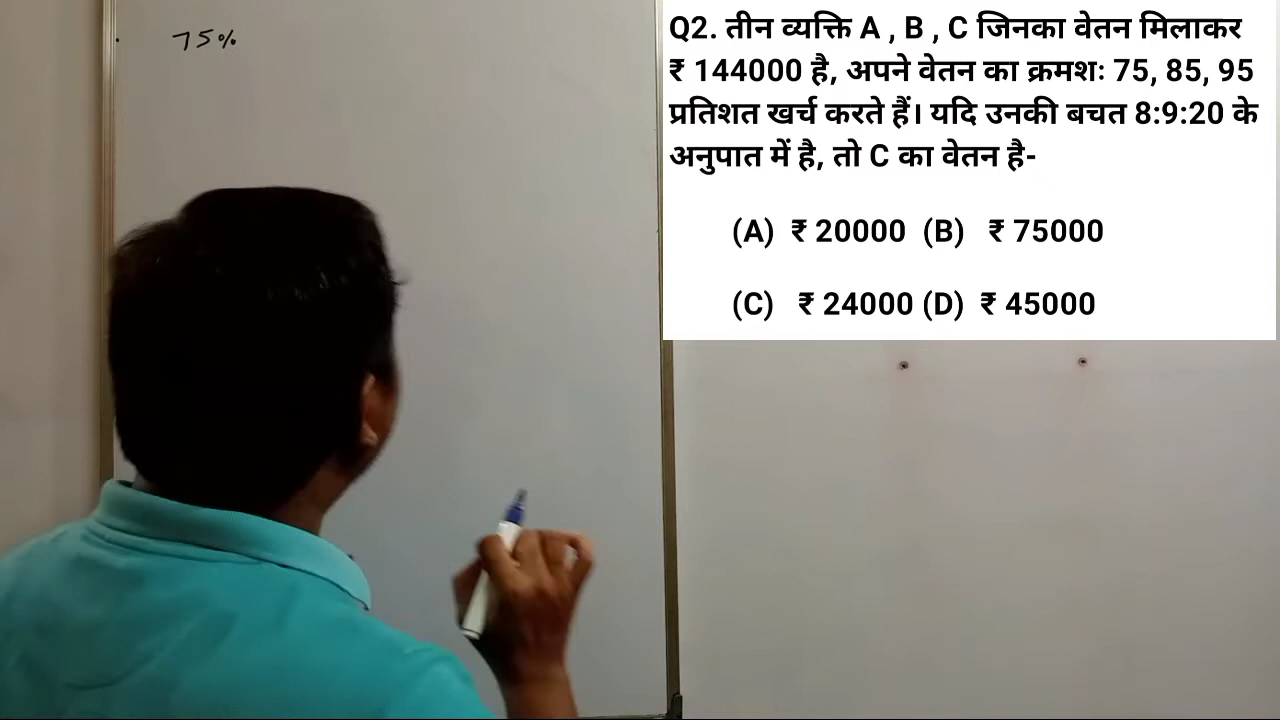 75%
Q2. तीन व्यक्ति A , B , C जिनका वेतन मिलाकर
₹ 144000 है, अपने वेतन का क्रमशः 75, 85, 95
प्रतिशत खर्च करते हैं। यदि उनकी बचत 8:9:20 के
अनुपात में है, तो C का वेतन है-
(A) ₹ 20000 (B) ₹ 75000
(C) ₹ 24000 (D) ₹ 45000